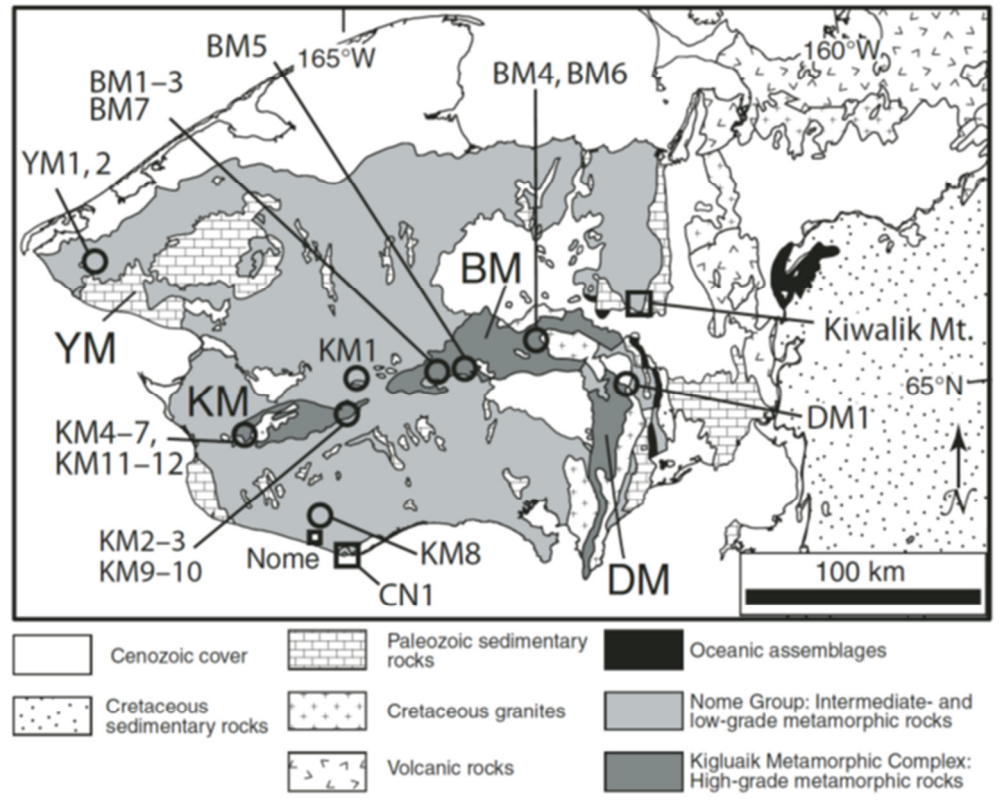 BM5
165°W
160°W
BM1–3
BM7
BM4, BM6
YM1, 2
BM
Kiwalik Mt.
YM
KM1
65°N
KM
DM1
KM4–7,
KM11–12
N
KM2–3
KM9–10
Nome
KM8
CN1
DM
100 km
Cenozoic cover
Paleozoic sedimentary
rocks
Oceanic assemblages
Cretaceous
sedimentary rocks
Cretaceous granites
Nome Group: Intermediate- and
low-grade metamorphic rocks
Volcanic rocks
Kigluaik Metamorphic Complex:
High-grade metamorphic rocks